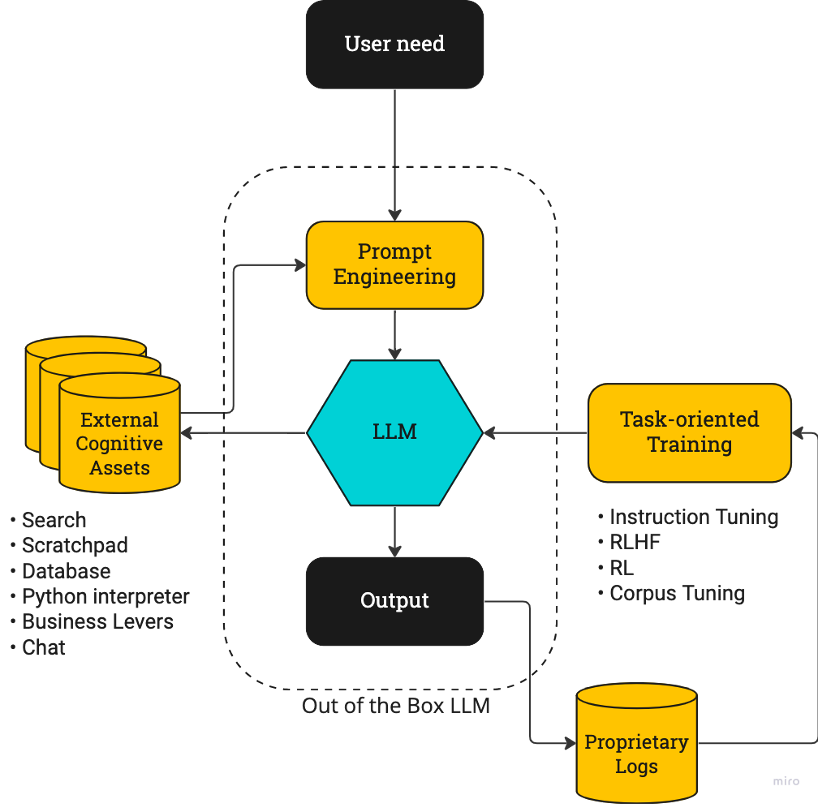 User need
Prompt
Engineering
LLM
External
Cognitive
Assets
Task-oriented
Training
• Search
• Scratchpad
• Database
• Python interpreter
• Business Levers
• Chat
• Instruction Tuning
• RLHF
• RL
• Corpus Tuning
Output
Out of the Box LLM
Proprietary
Logs
miro